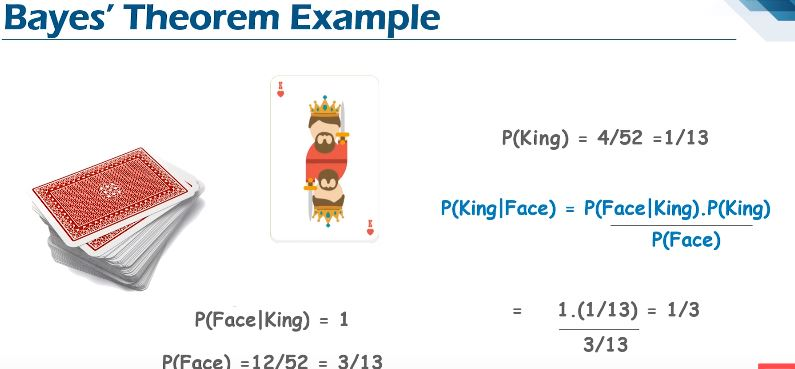 Bayes' Theorem Example
K
K
P(King) = 4/52 =1/13
P(King|Face) = P(Face|King).P(King)
P(Face)
P(Face|King) = 1
P(Face) =12/52 = 3/13
= 1.(1/13) = 1/3
3/13